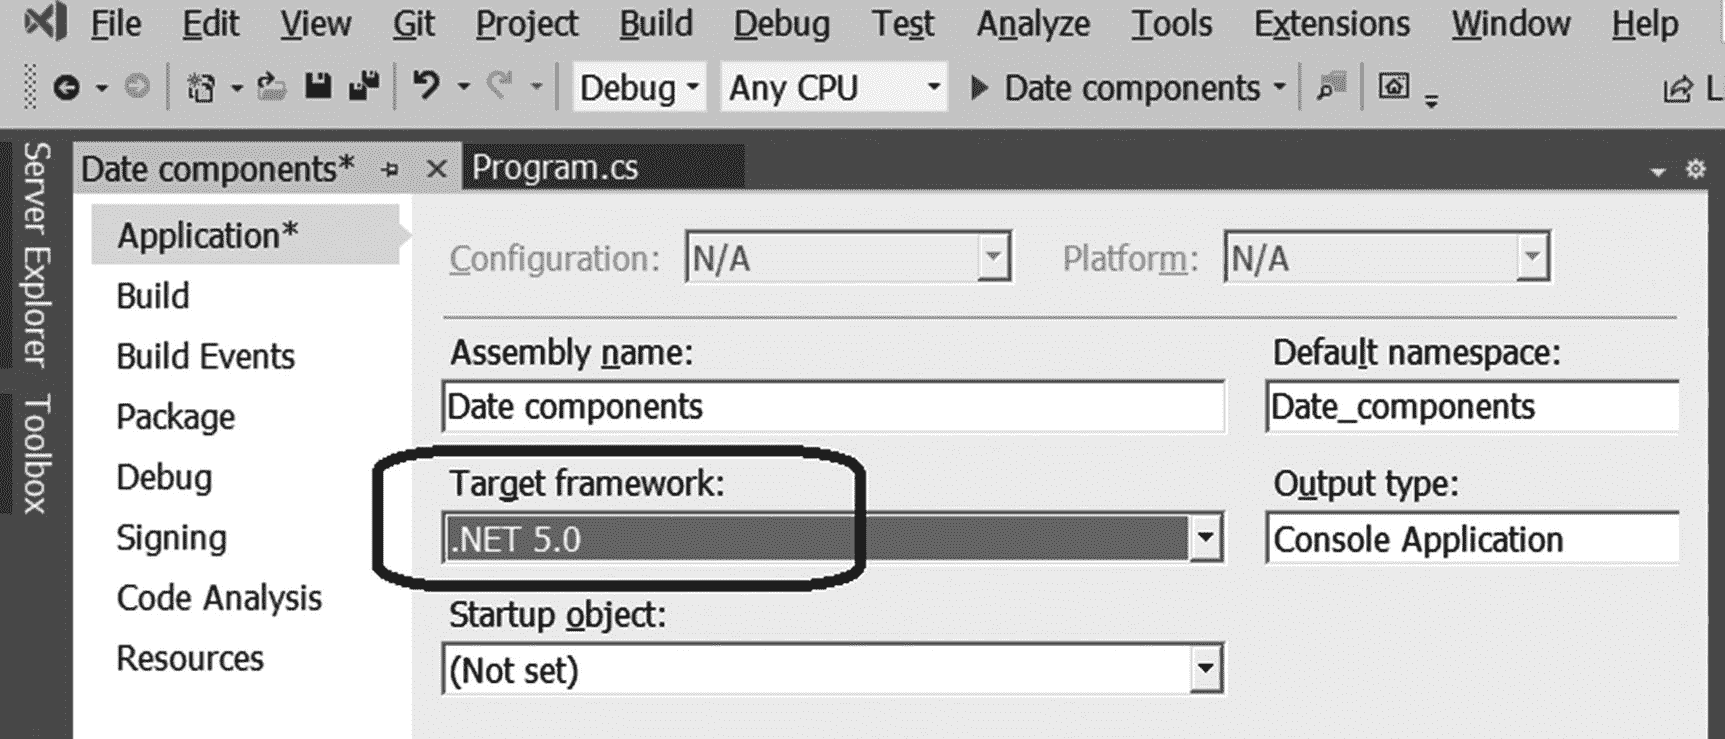 File Edit View Git Project Build Debug Test Analyze Tools Extensions Window Help
Debug Any CPU Date components L
Server Explorer
Toolbox
Date components* Program.cs
Application*
Build
Build Events
Package
Debug
Signing
Code Analysis
Resources
Configuration: N/A Platform: N/A
Assembly name: Default namespace:
Date components Date_components
Target framework: Output type:
.NET 5.0 Console Application
Startup object:
(Not set)